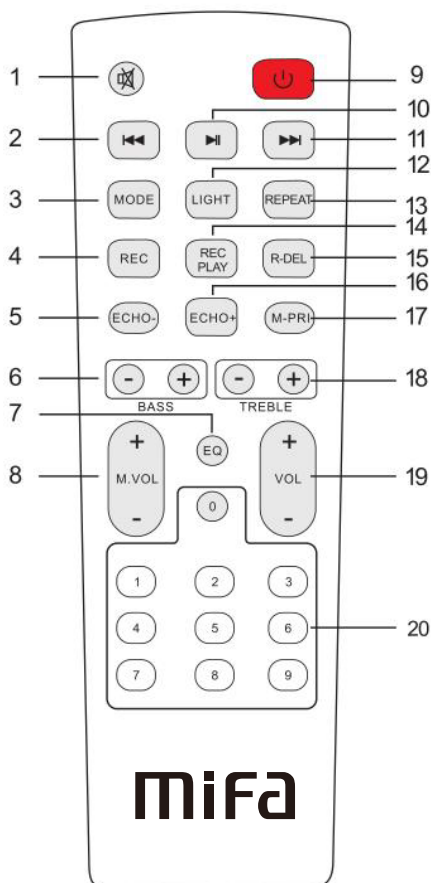 1
9
10
2
11
12
3
MODE
LIGHT
REPEAT
13
14
4
REC
REC
PLAY
R-DEL
15
16
5
ECHO-
ECHO+
M-PRI
17
6
-
+
-
+
18
BASS
TREBLE
7
+
EQ
+
8
M.VOL
VOL
19
-
0
-
1
2
3
4
5
6
20
7
8
9
mifa